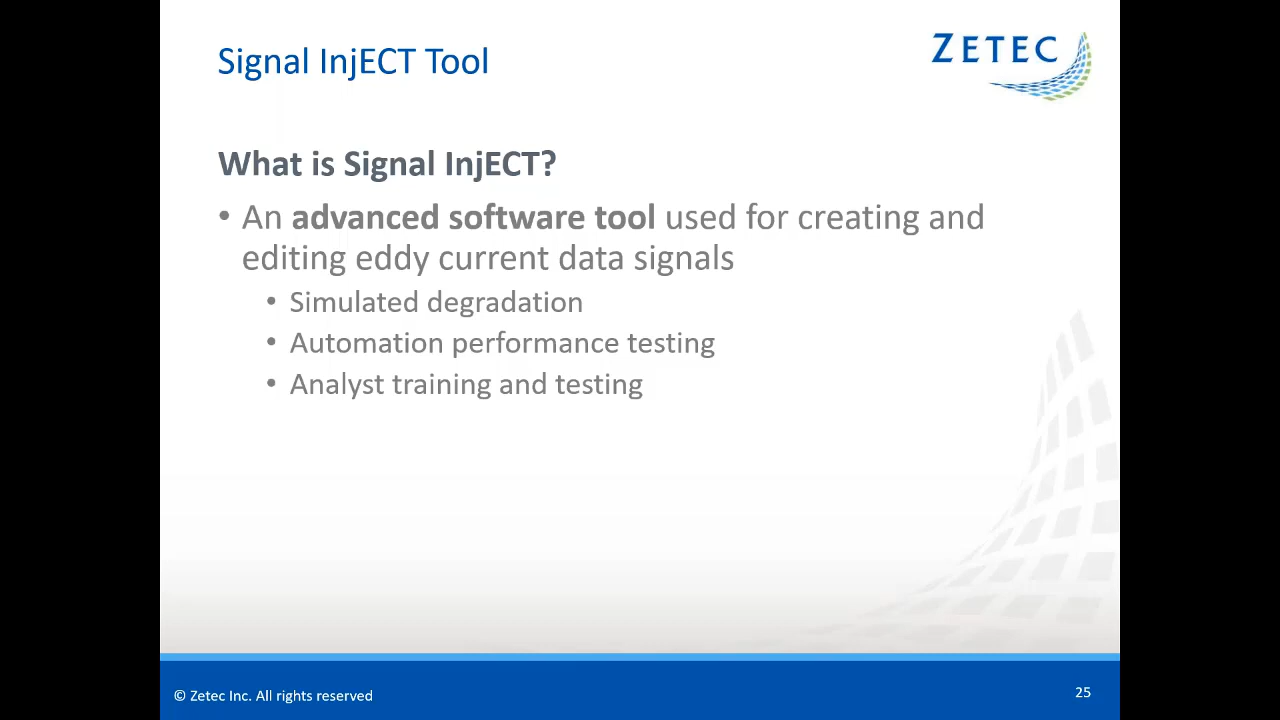 Signal InjECT Tool
ZETEC
What is Signal InjECT?
• An advanced software tool used for creating and
editing eddy current data signals
• Simulated degradation
• Automation performance testing
• Analyst training and testing
© Zetec Inc. All rights reserved
25